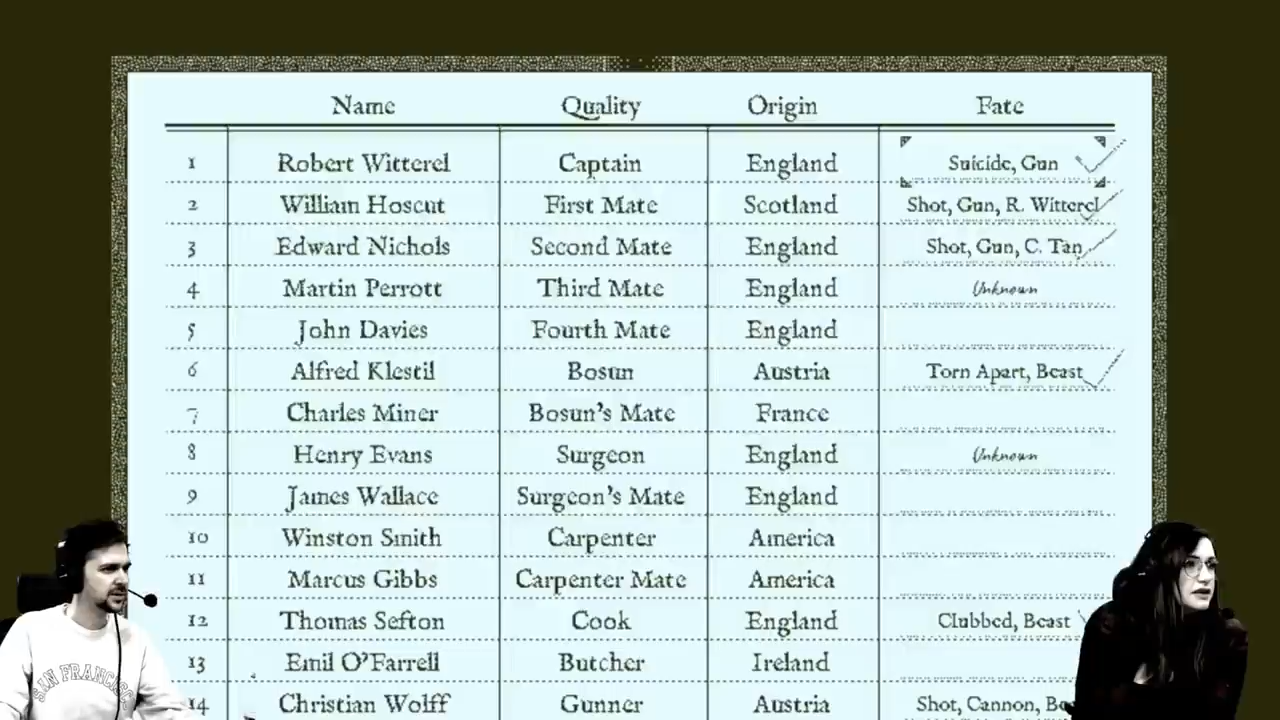 Name Quality Origin Fate
1 Robert Witterel Captain England Suicide, Gun
2 William Hoscut First Mate Scotland Shot, Gun, R. Witterel
3 Edward Nichols Second Mate England Shot, Gun, C. Tan
4 Martin Perrott Third Mate England Unknown
5 John Davies Fourth Mate England
6 Alfred Klestil Bosun Austria Torn Apart, Beast
7 Charles Miner Bosun's Mate France
8 Henry Evans Surgeon England Unknown
9 James Wallace Surgeon's Mate England
10 Winston Smith Carpenter America
11 Marcus Gibbs Carpenter Mate America
12 Thomas Sefton Cook England Clubbed, Beast
13 Emil O'Farrell Butcher Ireland
14 Christian Wolff Gunner Austria Shot, Cannon,
SAN FRANCISCO